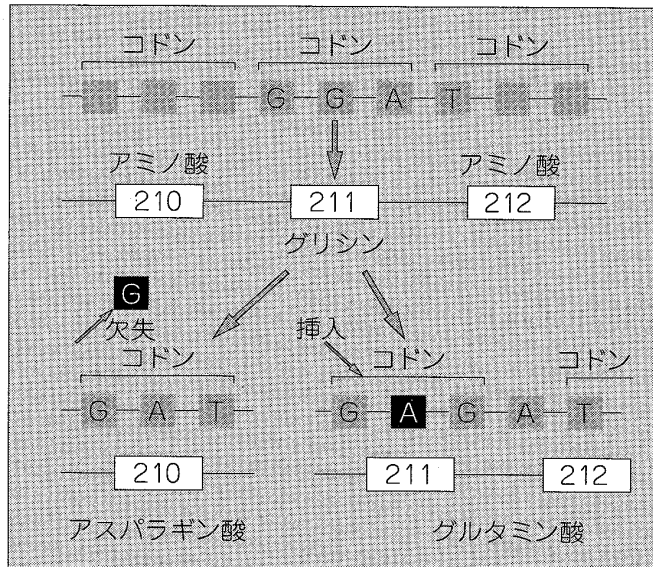 コドン コドン コドン
G G A T
アミノ酸 アミノ酸
210 211 212
グリシン
G
欠失 挿入
コドン コドン コドン
G A T G A G A T
210 211 212
アスパラギン酸 グルタミン酸